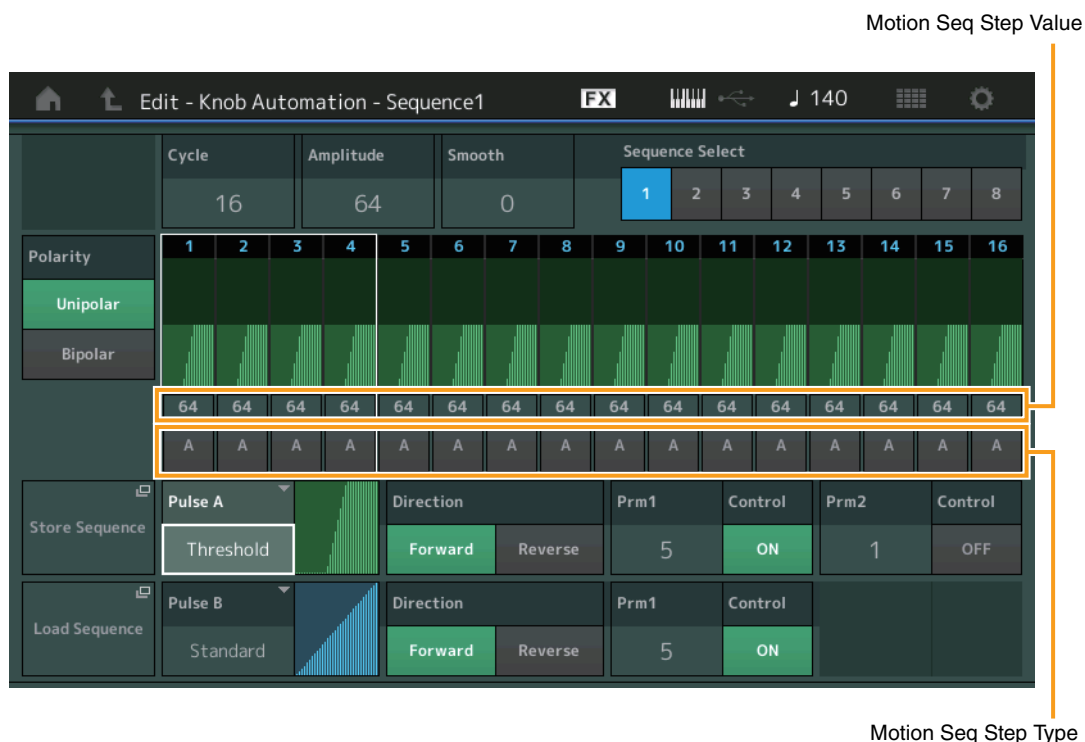 Motion Seq Step Value
Edit - Knob Automation - Sequence1 FX 140
Cycle Amplitude Smooth Sequence Select
16 64 0 1 2 3 4 5 6 7 8
Polarity 1 2 3 4 5 6 7 8 9 10 11 12 13 14 15 16
Unipolar
Bipolar
64 64 64 64 64 64 64 64 64 64 64 64 64 64 64 64
A A A A A A A A A A A A A A A A
Store Sequence Pulse A Direction Prm1 Control Prm2 Control
Threshold Forward Reverse 5 ON 1 OFF
Load Sequence Pulse B Direction Prm1 Control
Standard Forward Reverse 5 ON
Motion Seq Step Type